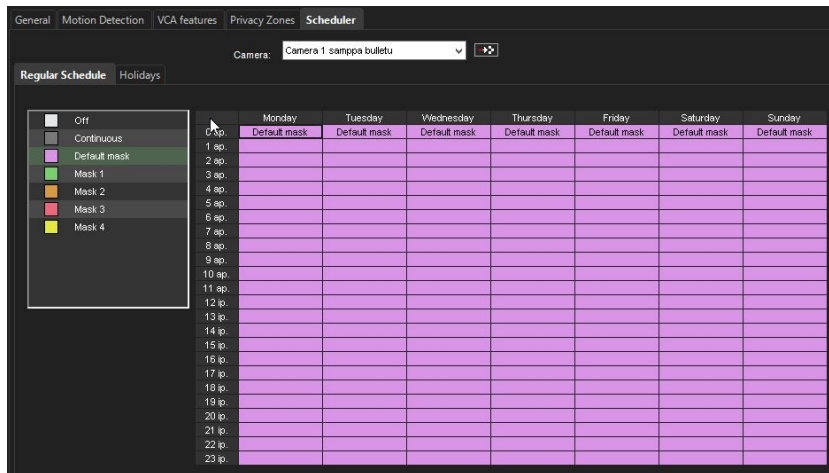 General Motion Detection VCA features Privacy Zones Scheduler
Camera: Camera 1 samppa bulletu
Regular Schedule Holidays
Off
Continuous
Default mask
Mask 1
Mask 2
Mask 3
Mask 4
Monday Tuesday Wednesday Thursday Friday Saturday Sunday
0 ap. Default mask Default mask Default mask Default mask Default mask Default mask Default mask
1 ap.
2 ap.
3 ap.
4 ap.
5 ap.
6 ap.
7 ap.
8 ap.
9 ap.
10 ap.
11 ap.
12 ip.
13 ip.
14 ip.
15 ip.
16 ip.
17 ip.
18 ip.
19 ip.
20 ip.
21 ip.
22 ip.
23 ip.